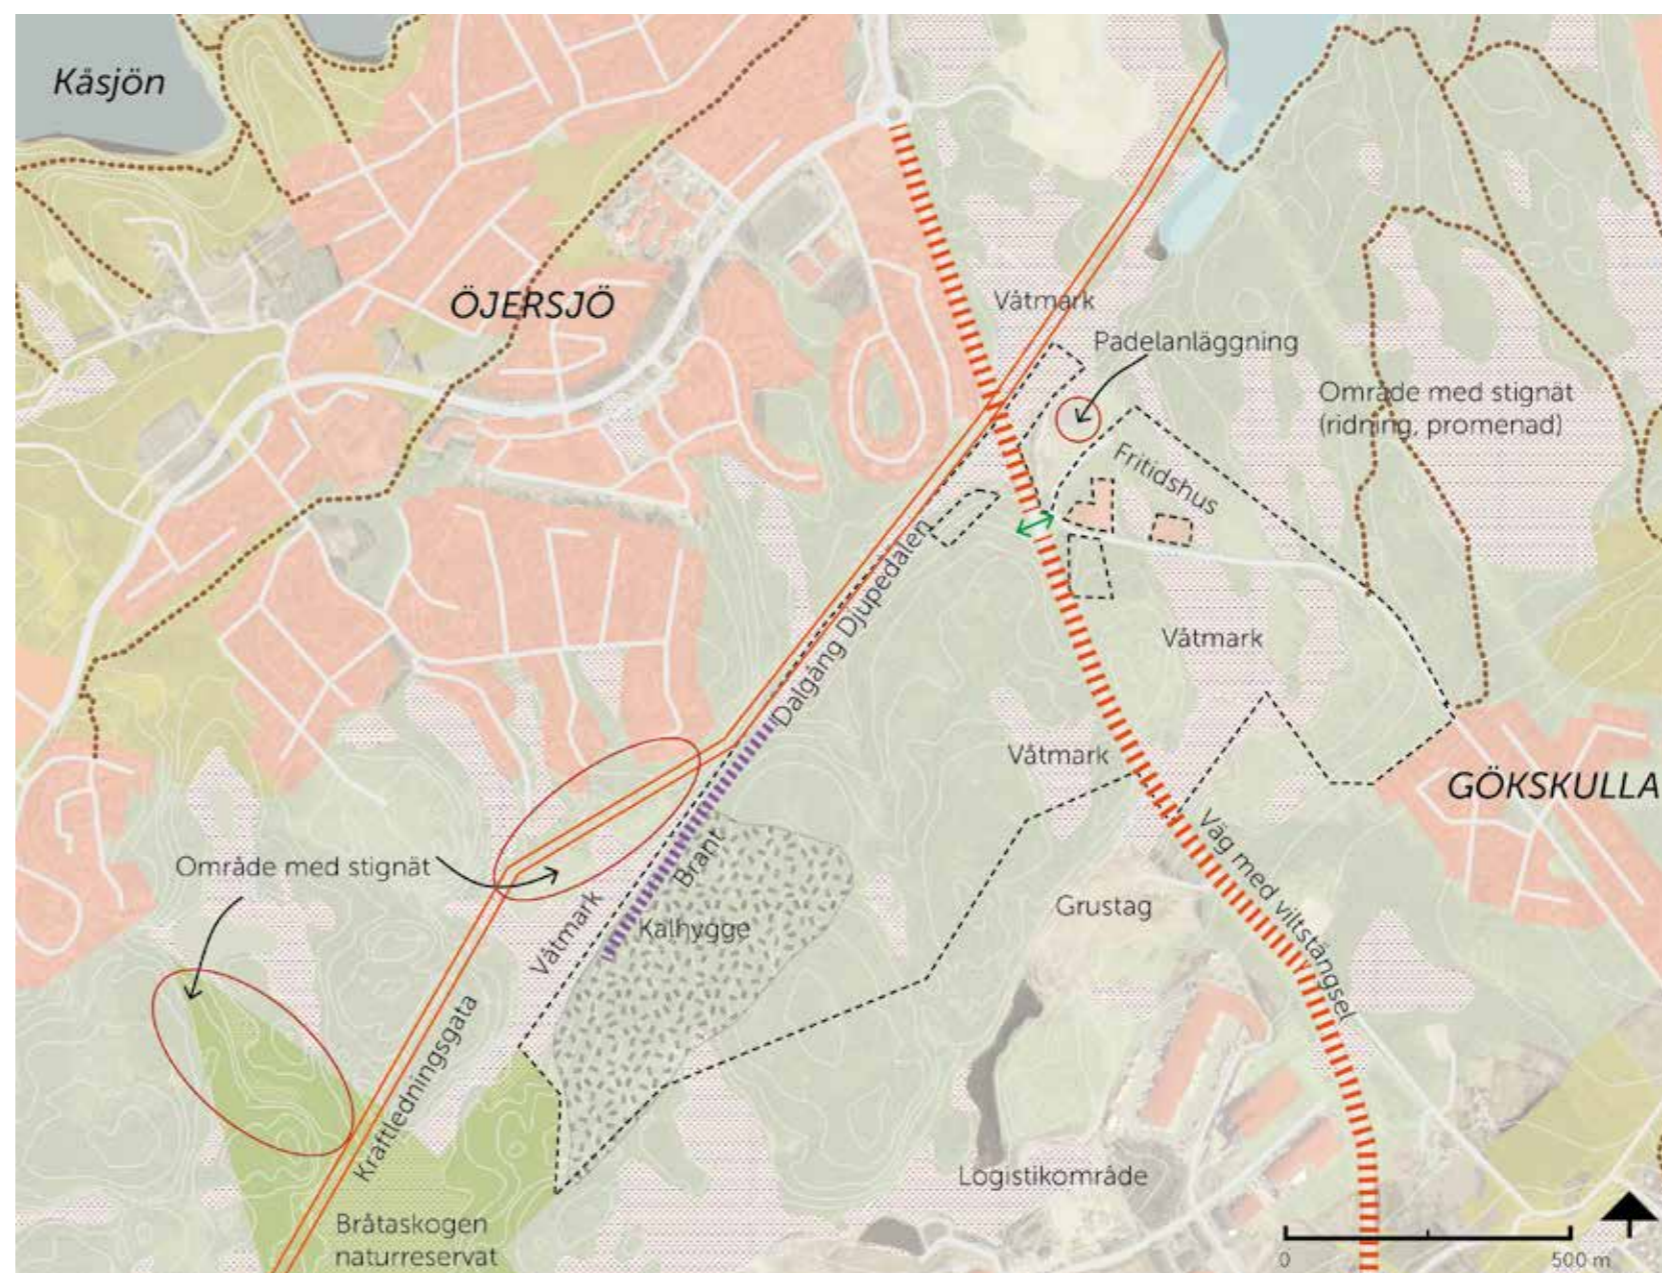 Kåsjön
ÖJERSJÖ
Våtmark
Padelanläggning
Område med stignät
(ridning, promenad)
Fritidshus
Dalgång Djupedalen
Våtmark
Våtmark
GÖKSKULLA
Väg med viltstängsel
Område med stignät
Brant
Våtmark
Kalhygge
Grustag
Kraftledningsgata
Logistikområde
Bråtaskogen
naturreservat
0
500 m